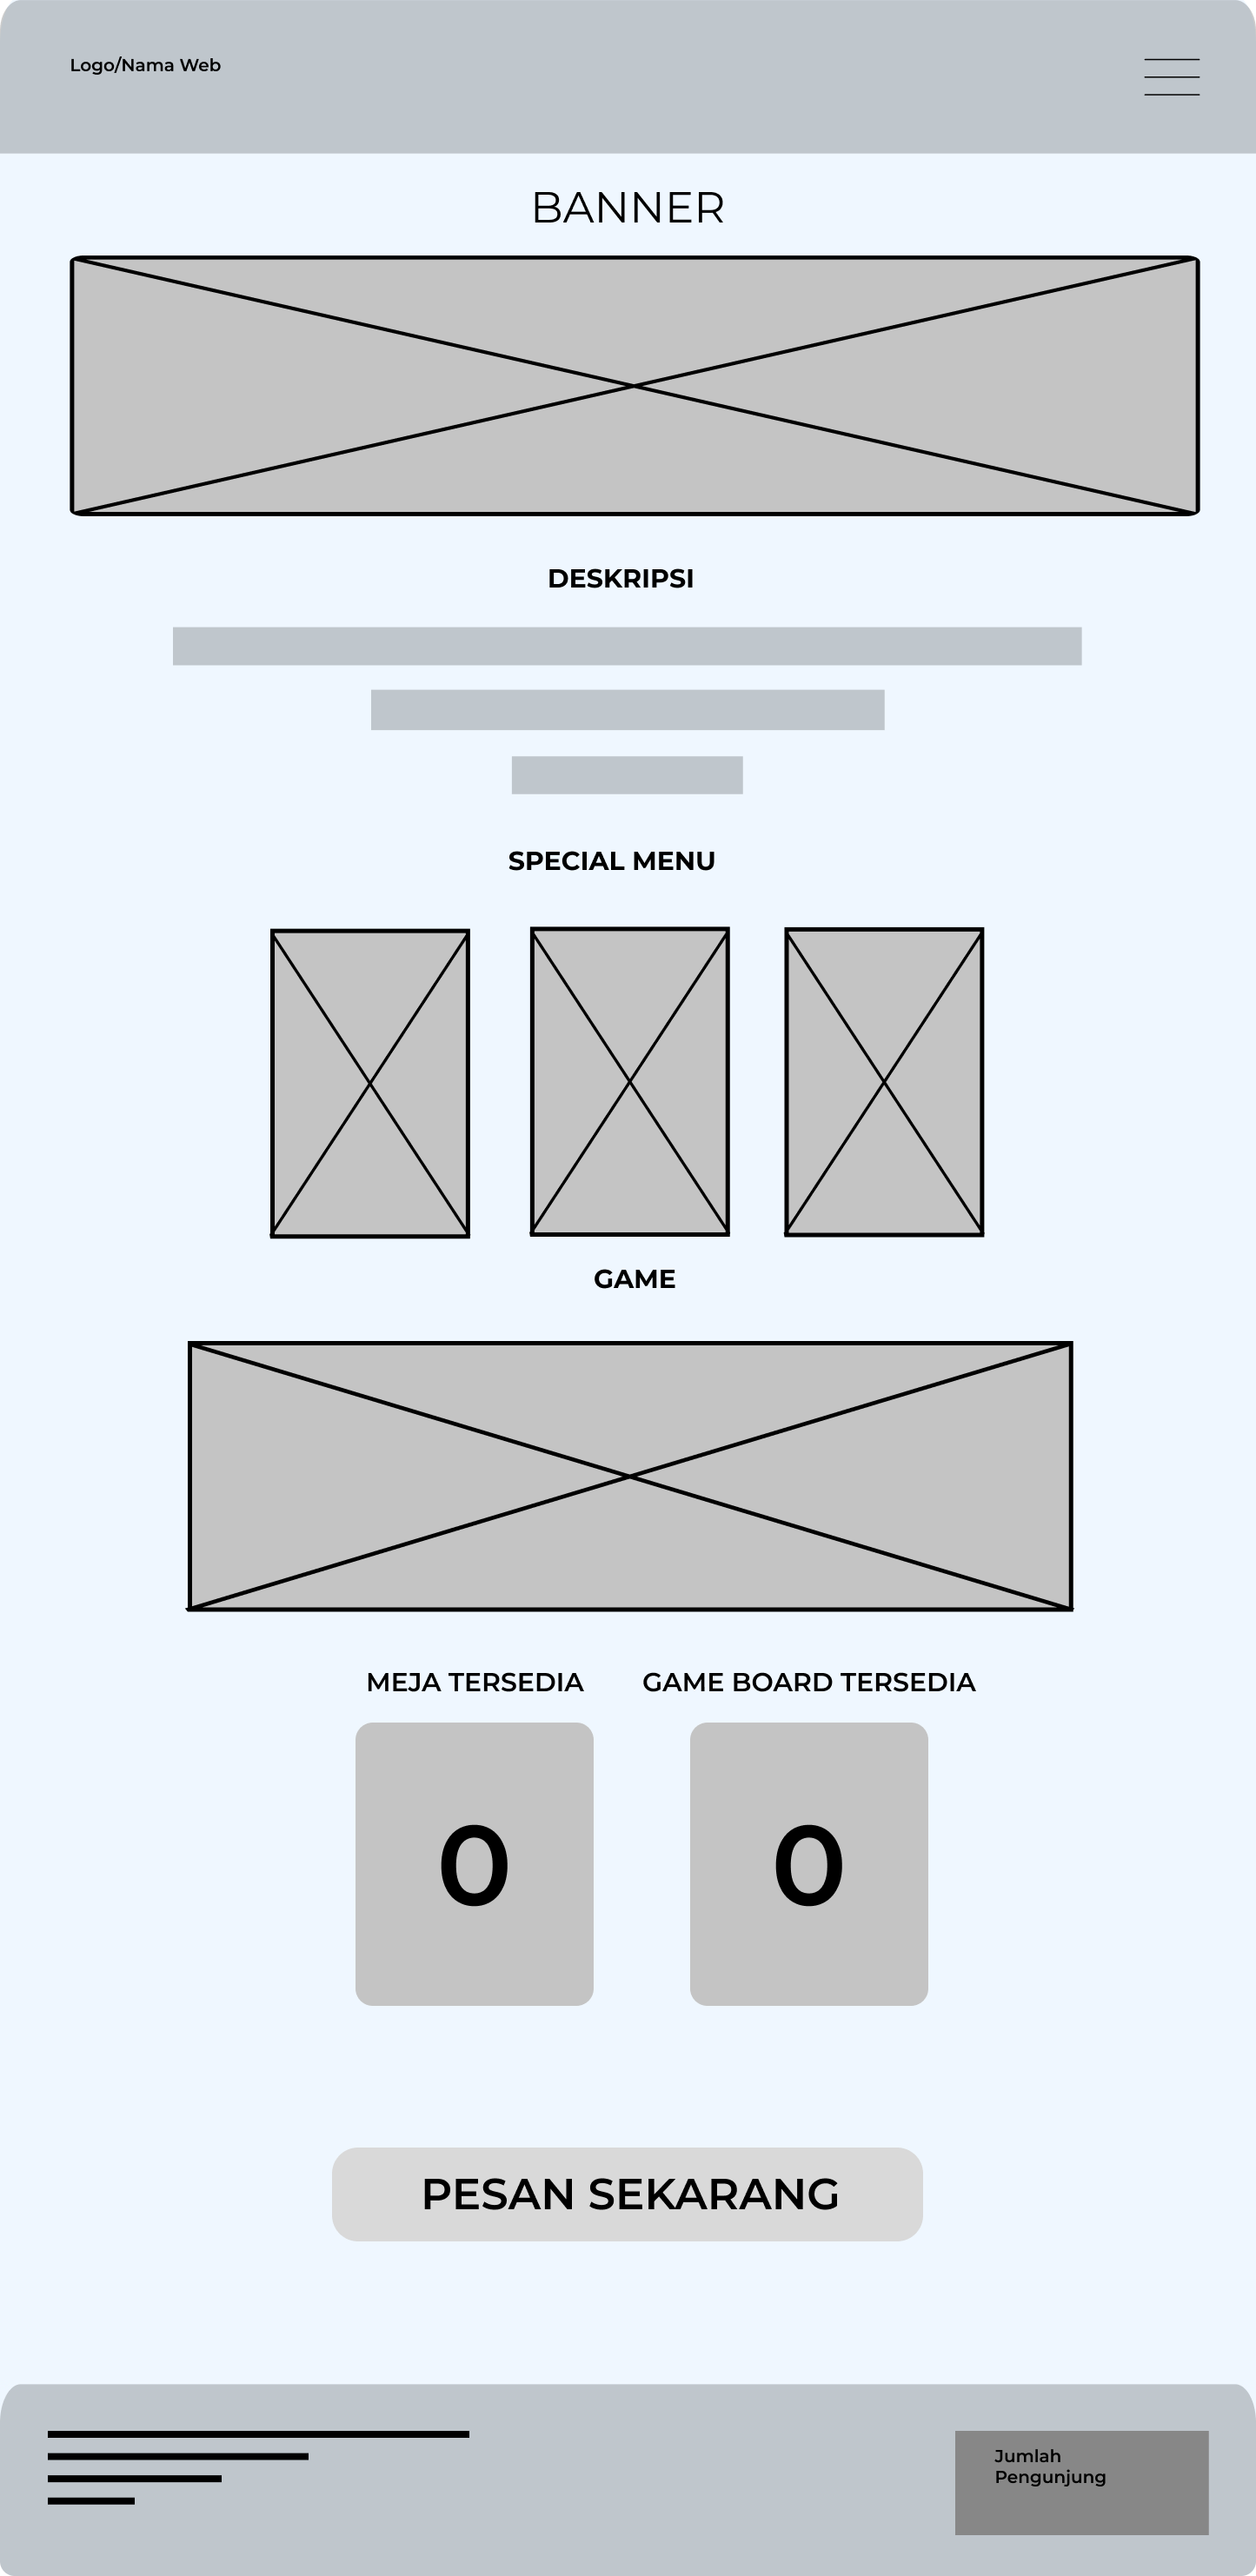 Logo/Nama Web
BANNER
DESKRIPSI
SPECIAL MENU
GAME
MEJA TERSEDIA
GAME BOARD TERSEDIA
0
0
PESAN SEKARANG
Jumlah
Pengunjung